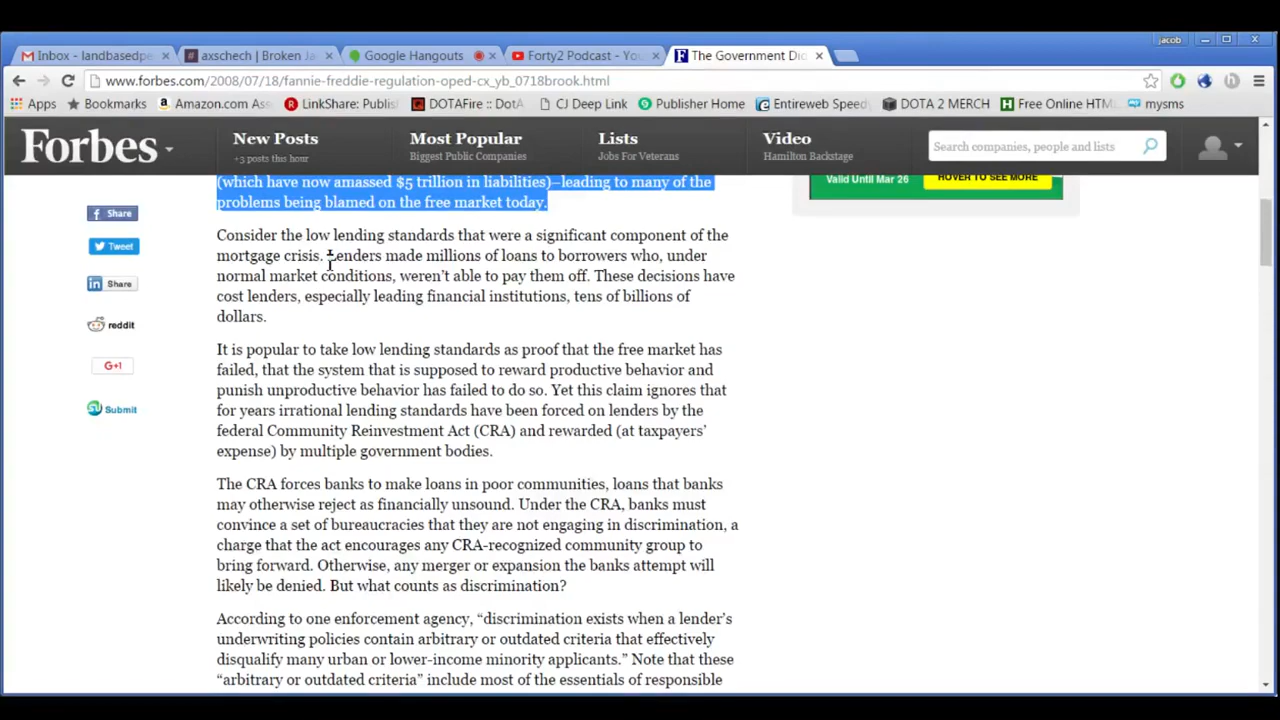 jacob
Inbox - landbasedpe
axschech | Broken Ja
Google Hangouts
Forty2 Podcast - You
The Government Di
www.forbes.com/2008/07/18/fannie-freddie-regulation-oped-cx_yb_0718brook.html
Apps
Bookmarks
Amazon.com Ass
LinkShare: Publis
DOTAFire :: DotA
CJ Deep Link
Publisher Home
Entireweb Speedy
DOTA 2 MERCH
Free Online HTM
mysms
Forbes
New Posts
+3 posts this hour
Most Popular
Biggest Public Companies
Lists
Jobs For Veterans
Video
Hamilton Backstage
Search companies, people and lists
Valid Until Mar 26
HOVER TO SEE MORE
Share
Tweet
Share
reddit
G+1
Submit
(which have now amassed $5 trillion in liabilities)–leading to many of the
problems being blamed on the free market today.
Consider the low lending standards that were a significant component of the
mortgage crisis. Lenders made millions of loans to borrowers who, under
normal market conditions, weren’t able to pay them off. These decisions have
cost lenders, especially leading financial institutions, tens of billions of
dollars.
It is popular to take low lending standards as proof that the free market has
failed, that the system that is supposed to reward productive behavior and
punish unproductive behavior has failed to do so. Yet this claim ignores that
for years irrational lending standards have been forced on lenders by the
federal Community Reinvestment Act (CRA) and rewarded (at taxpayers’
expense) by multiple government bodies.
The CRA forces banks to make loans in poor communities, loans that banks
may otherwise reject as financially unsound. Under the CRA, banks must
convince a set of bureaucracies that they are not engaging in discrimination, a
charge that the act encourages any CRA-recognized community group to
bring forward. Otherwise, any merger or expansion the banks attempt will
likely be denied. But what counts as discrimination?
According to one enforcement agency, “discrimination exists when a lender’s
underwriting policies contain arbitrary or outdated criteria that effectively
disqualify many urban or lower-income minority applicants.” Note that these
“arbitrary or outdated criteria” include most of the essentials of responsible